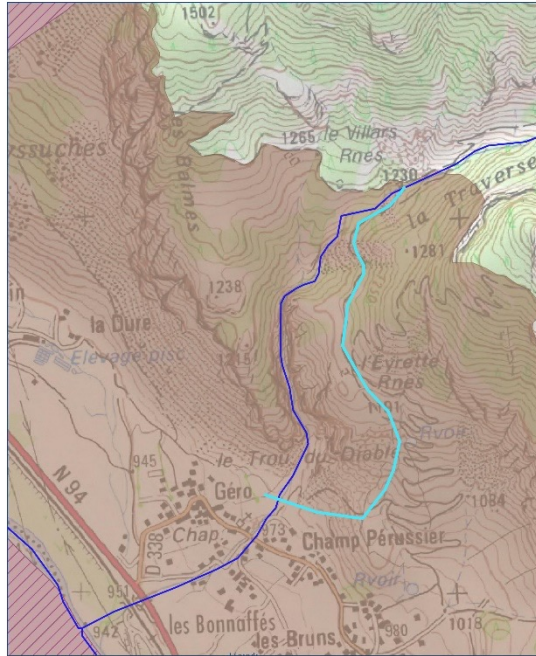 1502
1265
le Villars
Rnes
1230
ssuches
les Balmes
la Traverse
1281
1238
in
la Dure
Elevage pisc
1215
l'Eyrette
Rnes
Rvoir
N 94
945
le Trou du Diable
Géro
1084
Chap.
973
Champ Pérussier
D 338
Rvoir
951
942
les Bonnaffés
980
1018
les Bruns